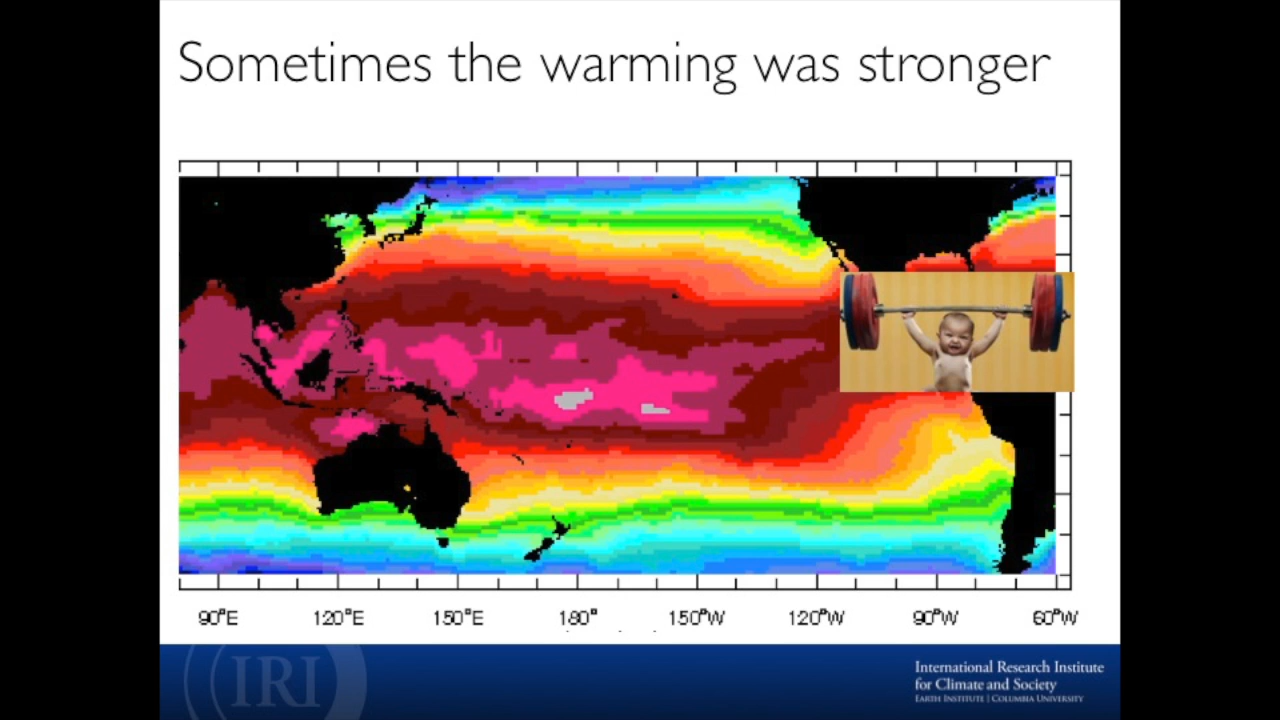 Sometimes the warming was stronger
90°E 120°E 150°E 180° 150°W 120°W 90°W 60°W
IRI
International Research Institute
for Climate and Society
EARTH INSTITUTE | COLUMBIA UNIVERSITY